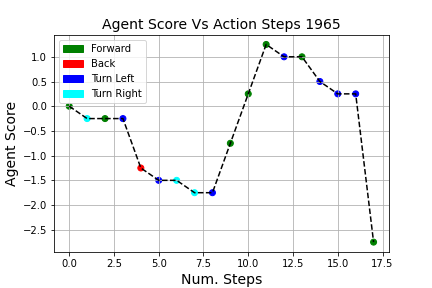 Agent Score Vs Action Steps 1965
Forward
Back
Turn Left
Turn Right
1.0
0.5
0.0
−0.5
−1.0
−1.5
−2.0
−2.5
Agent Score
0.0 2.5 5.0 7.5 10.0 12.5 15.0 17.5
Num. Steps